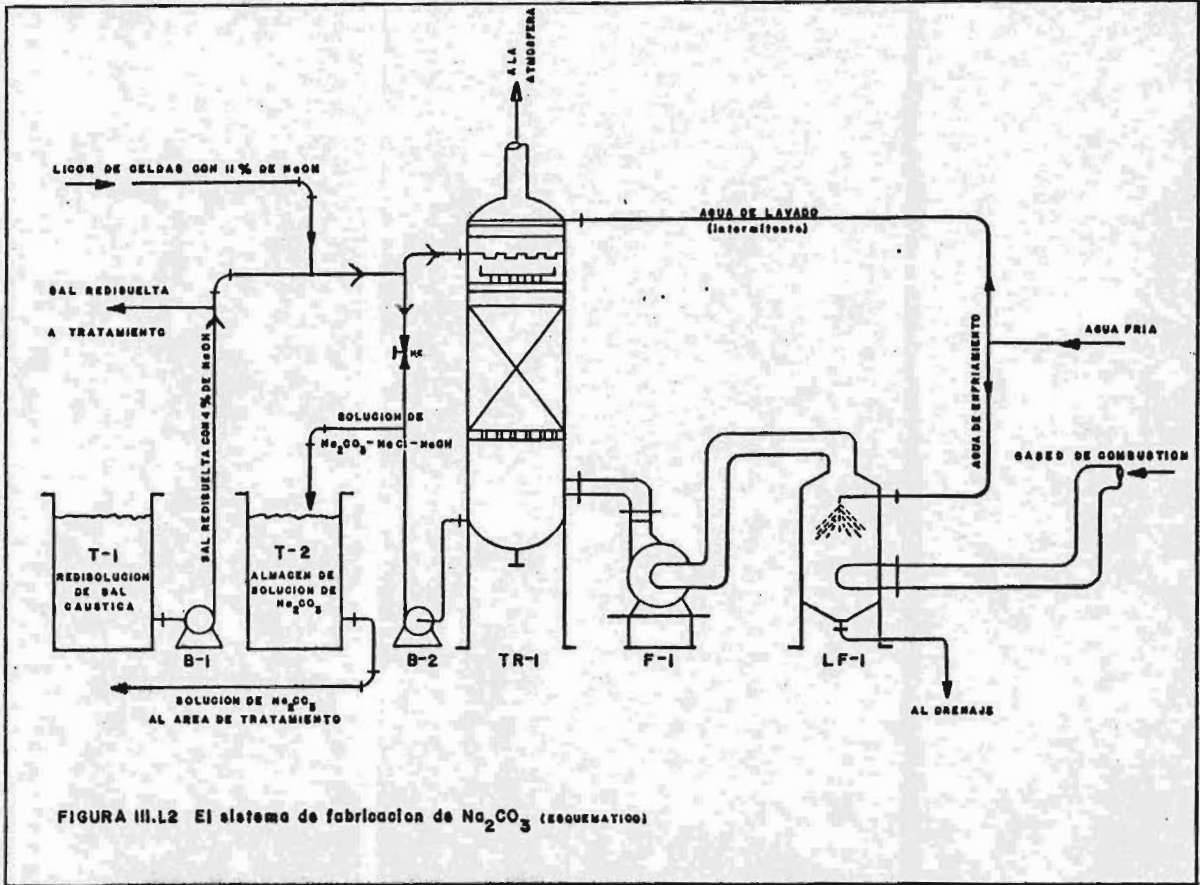 A LA
ATMOSFERA
LICOR DE CELDAS CON 11% DE NaOH
AGUA DE LAVADO
(intermitente)
SAL REDISUELTA
A TRATAMIENTO
AGUA FRIA
SAL REDISUELTA CON 4% DE NaOH
AGUA DE ENFRIAMIENTO
SOLUCION DE
Na₂CO₃-NaCl-NaOH
GASES DE COMBUSTION
T-1
REDISOLUCION
DE SAL
CAUSTICA
T-2
ALMACEN DE
SOLUCION DE
Na₂CO₃
B-1
B-2
TR-1
F-1
LF-1
SOLUCION DE Na₂CO₃
AL AREA DE TRATAMIENTO
AL DRENAJE
FIGURA III.1.2 El sistema de fabricacion de Na₂CO₃ (ESQUEMATICO)